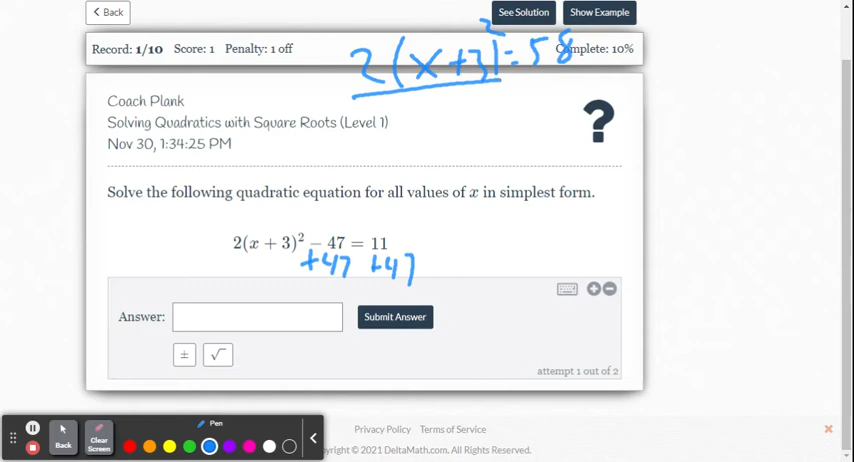 Back
See Solution
Show Example
Record: 1/10 Score: 1 Penalty: 1 off
Complete: 10%
2(x+3)² = 58
Coach Plank
Solving Quadratics with Square Roots (Level 1)
Nov 30, 1:34:25 PM
?
Solve the following quadratic equation for all values of x in simplest form.
2(x + 3)² − 47 = 11
+47 +47
Answer:
Submit Answer
± √
attempt 1 out of 2
Pen
Back
Clear Screen
Privacy Policy Terms of Service
pyright © 2021 DeltaMath.com. All Rights Reserved.